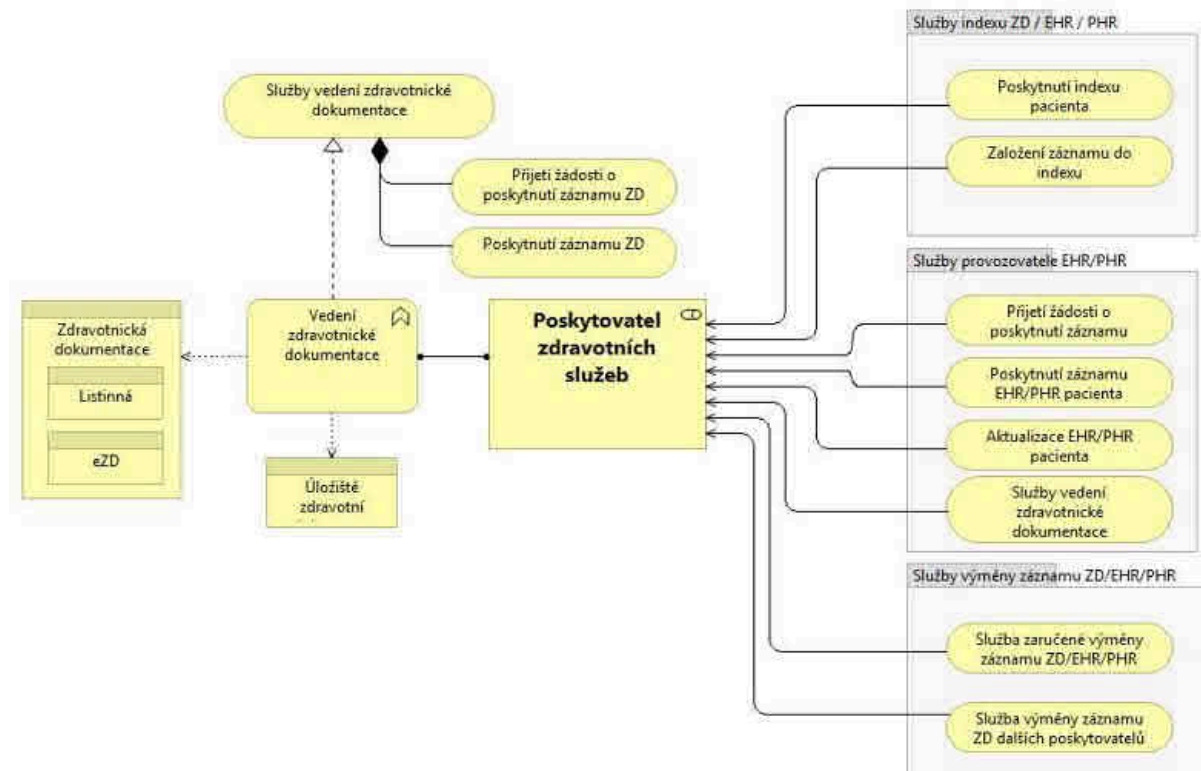 Služby indexu ZD / EHR / PHR
Poskytnutí indexu
pacienta
Založení záznamu do
indexu
Služby vedení zdravotnické
dokumentace
Přijetí žádosti o
poskytnutí záznamu ZD
Poskytnutí záznamu ZD
Zdravotnická
dokumentace
Listinná
eZD
Vedení
zdravotnické
dokumentace
Úložiště
zdravotní
Poskytovatel
zdravotních
služeb
Služby provozovatele EHR/PHR
Přijetí žádosti o
poskytnutí záznamu
Poskytnutí záznamu
EHR/PHR pacienta
Aktualizace EHR/PHR
pacienta
Služby vedení
zdravotnické
dokumentace
Služby výměny záznamu ZD/EHR/PHR
Služba zaručené výměny
záznamu ZD/EHR/PHR
Služba výměny záznamu
ZD dalších poskytovatelů